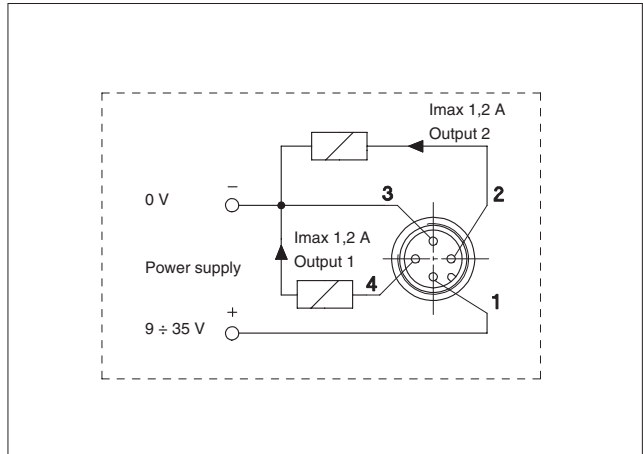 Imax 1,2 A
Output 2
3
2
0 V
−
Imax 1,2 A
Output 1
Power supply
4
1
+
9 ÷ 35 V